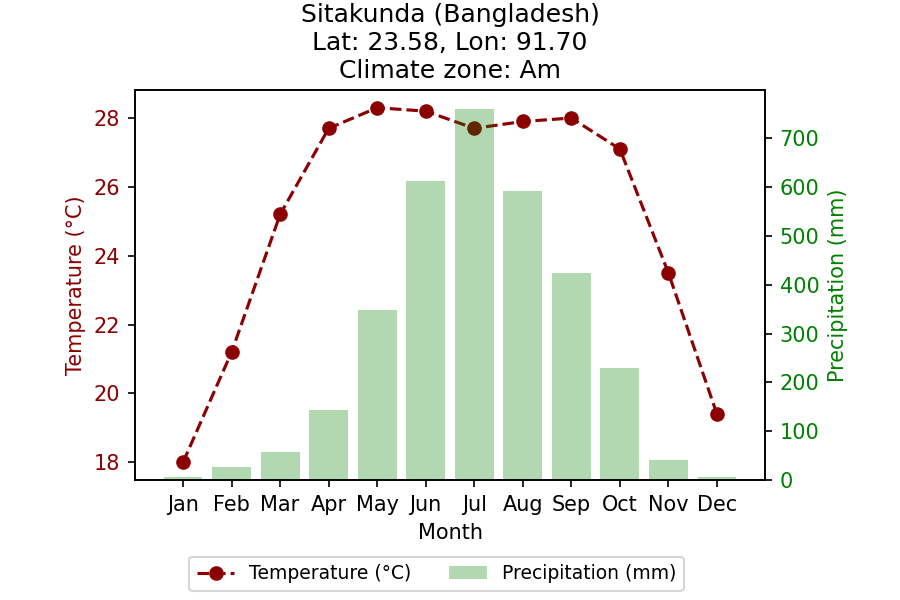 Sitakunda (Bangladesh)
Lat: 23.58, Lon: 91.70
Climate zone: Am
28
26
24
22
20
18
Temperature (°C)
700
600
500
400
300
200
100
0
Precipitation (mm)
Jan Feb Mar Apr May Jun Jul Aug Sep Oct Nov Dec
Month
Temperature (°C) Precipitation (mm)